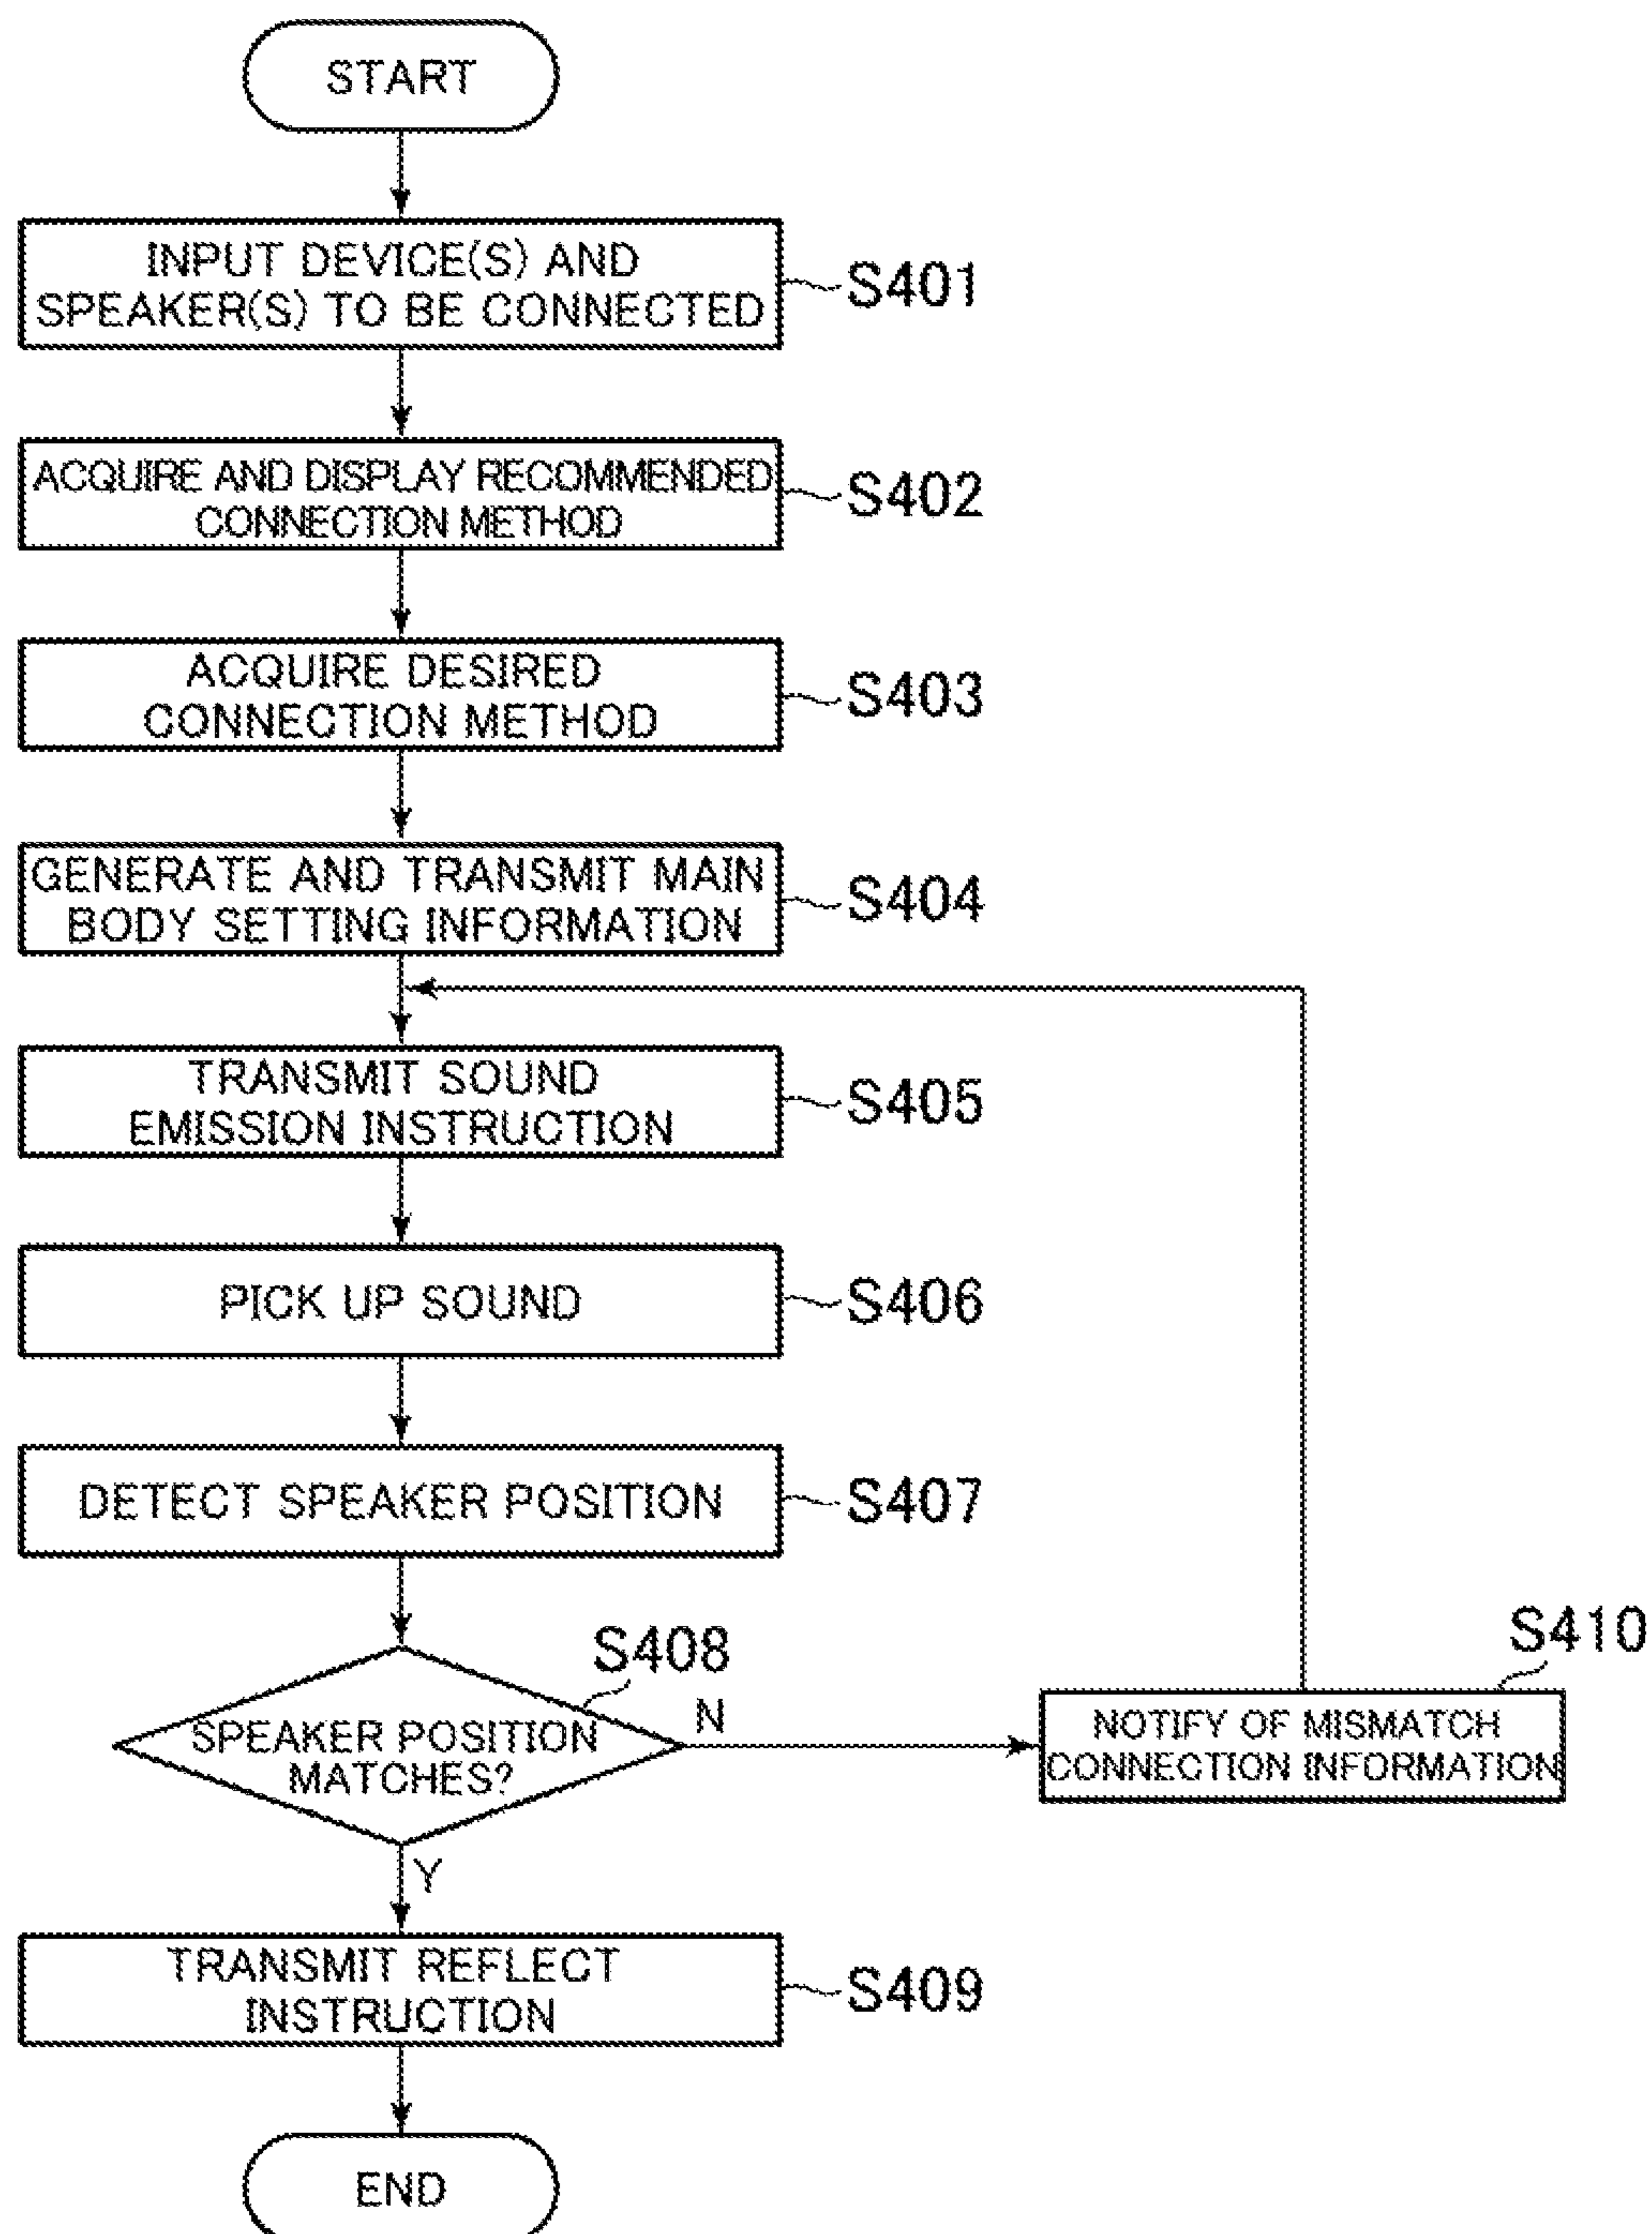 START
INPUT DEVICE(S) AND
SPEAKER(S) TO BE CONNECTED
S401
ACQUIRE AND DISPLAY RECOMMENDED
CONNECTION METHOD
S402
ACQUIRE DESIRED
CONNECTION METHOD
S403
GENERATE AND TRANSMIT MAIN
BODY SETTING INFORMATION
S404
TRANSMIT SOUND
EMISSION INSTRUCTION
S405
PICK UP SOUND
S406
DETECT SPEAKER POSITION
S407
SPEAKER POSITION
MATCHES?
S408
N
NOTIFY OF MISMATCH
CONNECTION INFORMATION
S410
Y
TRANSMIT REFLECT
INSTRUCTION
S409
END